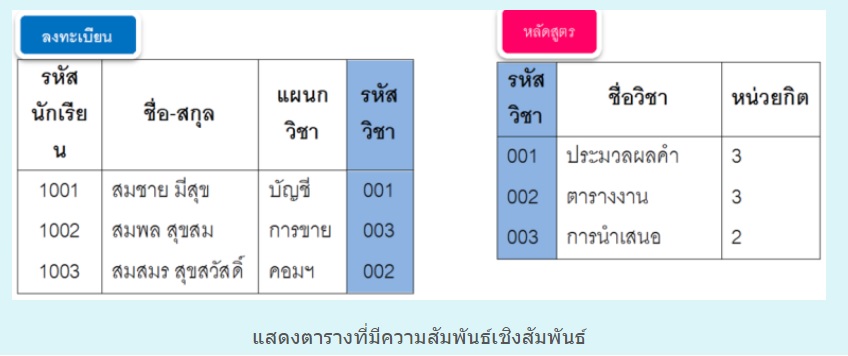 ลงทะเบียน
รหัส
นักเรีย
น
ชื่อ-สกุล
แผนก
วิชา
รหัส
วิชา
1001 สมชาย มีสุข บัญชี 001
1002 สมพล สุขสม การขาย 003
1003 สมสมร สุขสวัสดิ์ คอมฯ 002
หลัดสูตร
รหัส
วิชา
ชื่อวิชา
หน่วยกิต
001 ประมวลผลคำ 3
002 ตารางงาน 3
003 การนำเสนอ 2
แสดงตารางที่มีความสัมพันธ์เชิงสัมพันธ์